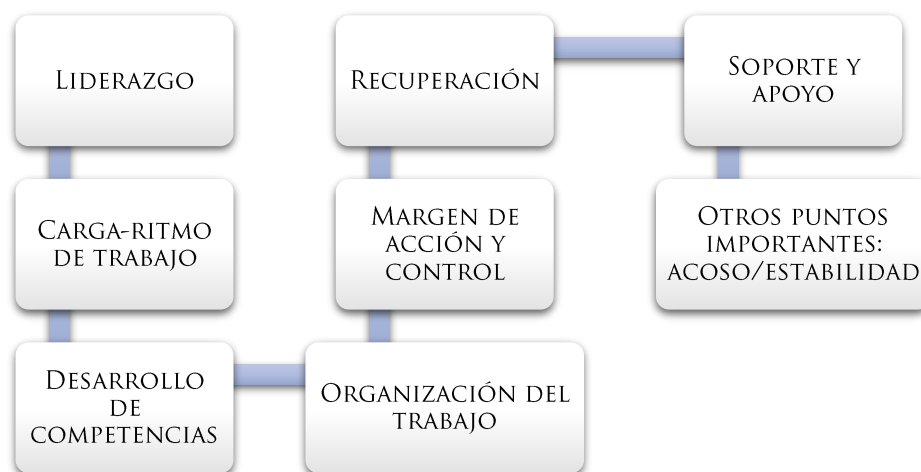 Liderazgo
Carga-ritmo
de trabajo
Desarrollo
de
competencias
Organización del
trabajo
Margen de
acción y
control
Recuperación
Soporte y
apoyo
Otros puntos
importantes:
acoso/estabilidad